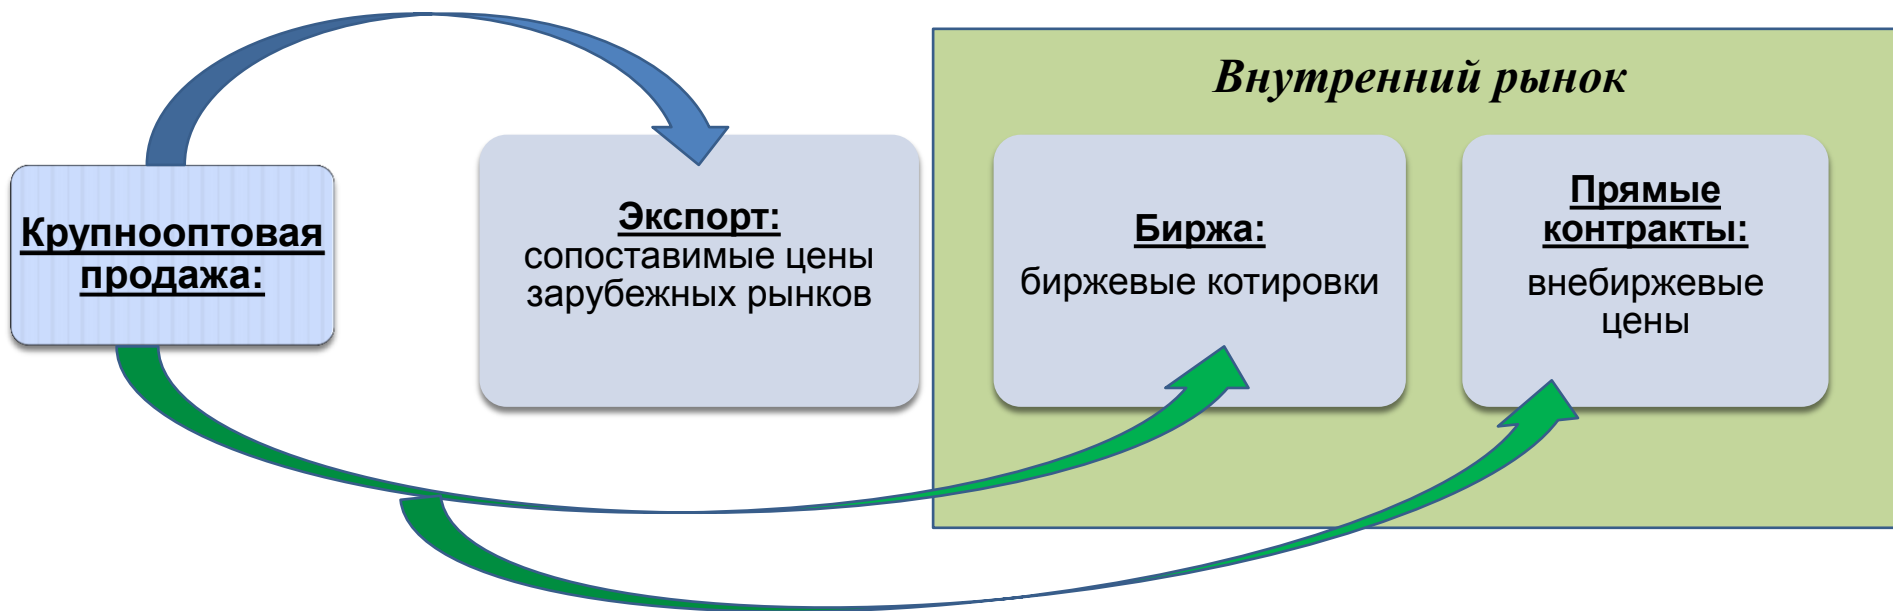 Внутренний рынок
Крупнооптовая
продажа:
Экспорт:
сопоставимые цены
зарубежных рынков
Биржа:
биржевые котировки
Прямые
контракты:
внебиржевые
цены